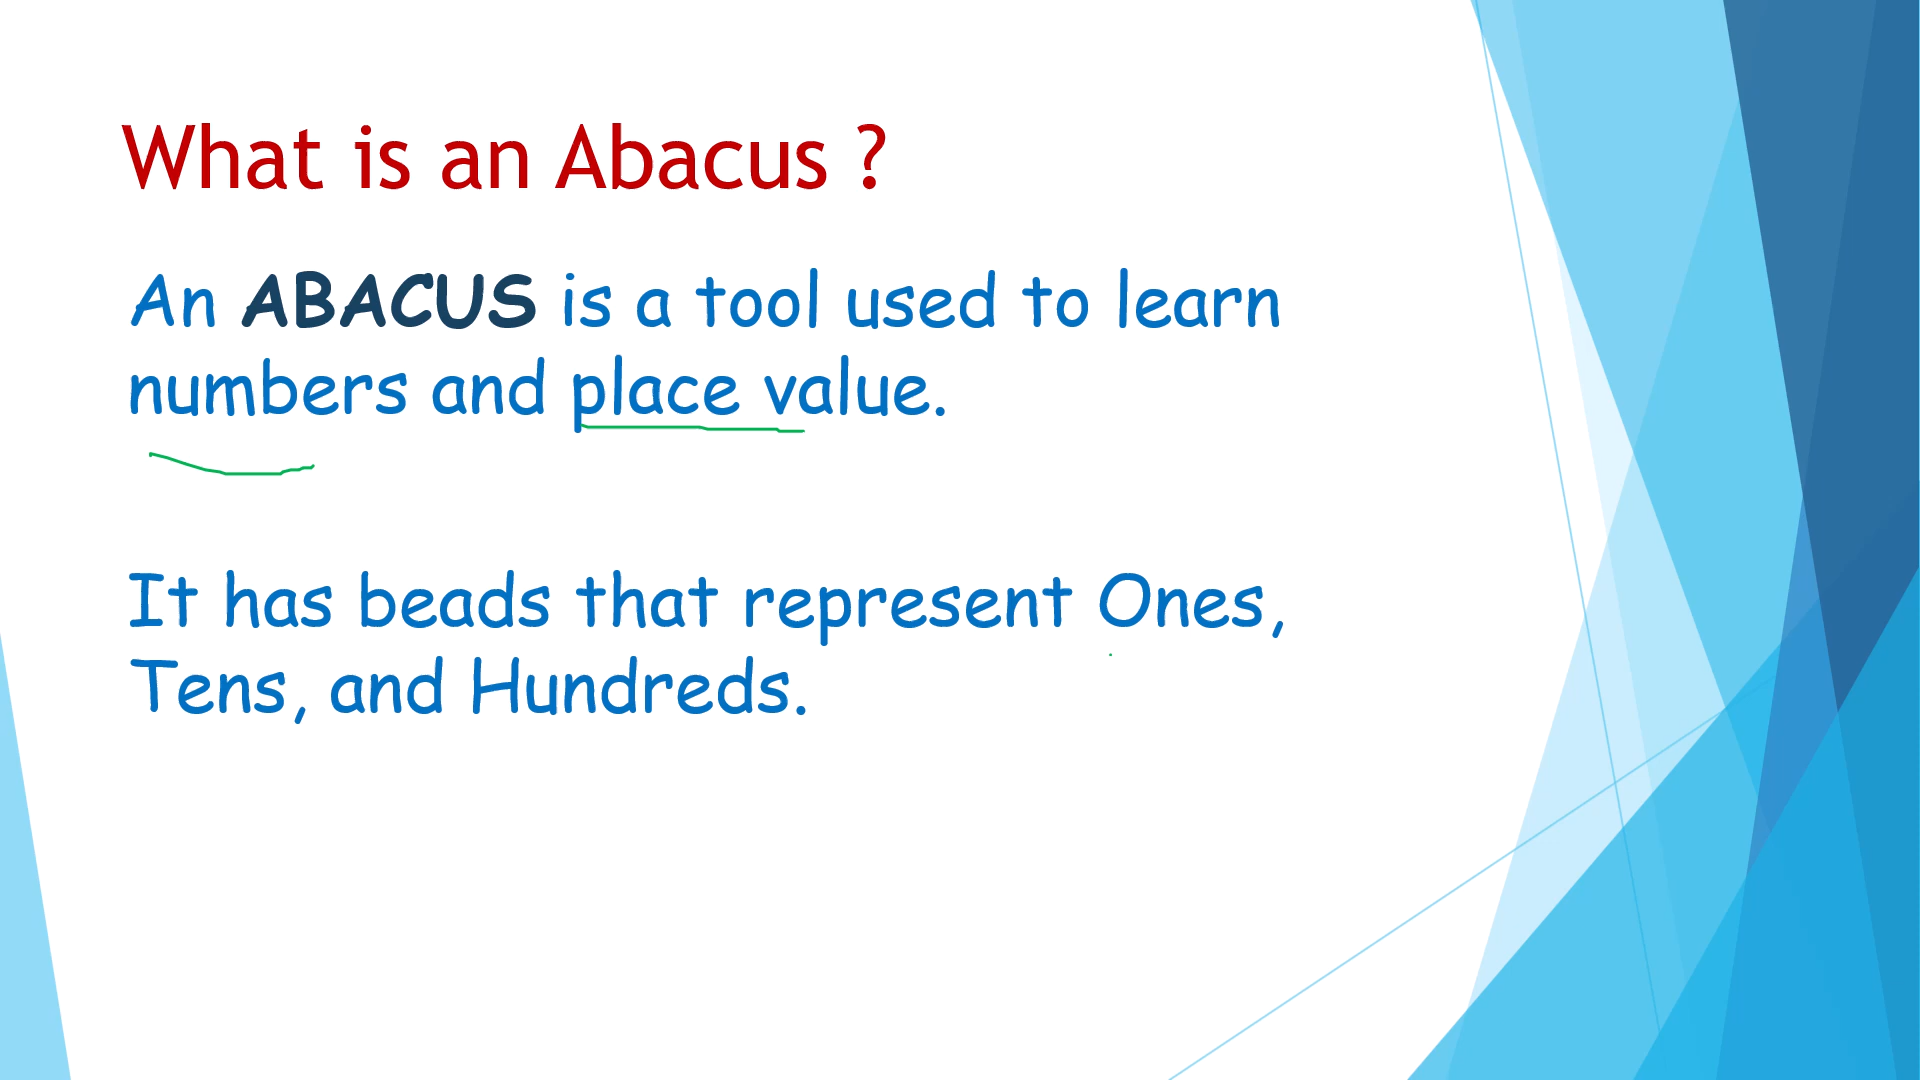 What is an Abacus ?
An ABACUS is a tool used to learn
numbers and place value.
It has beads that represent Ones,
Tens, and Hundreds.